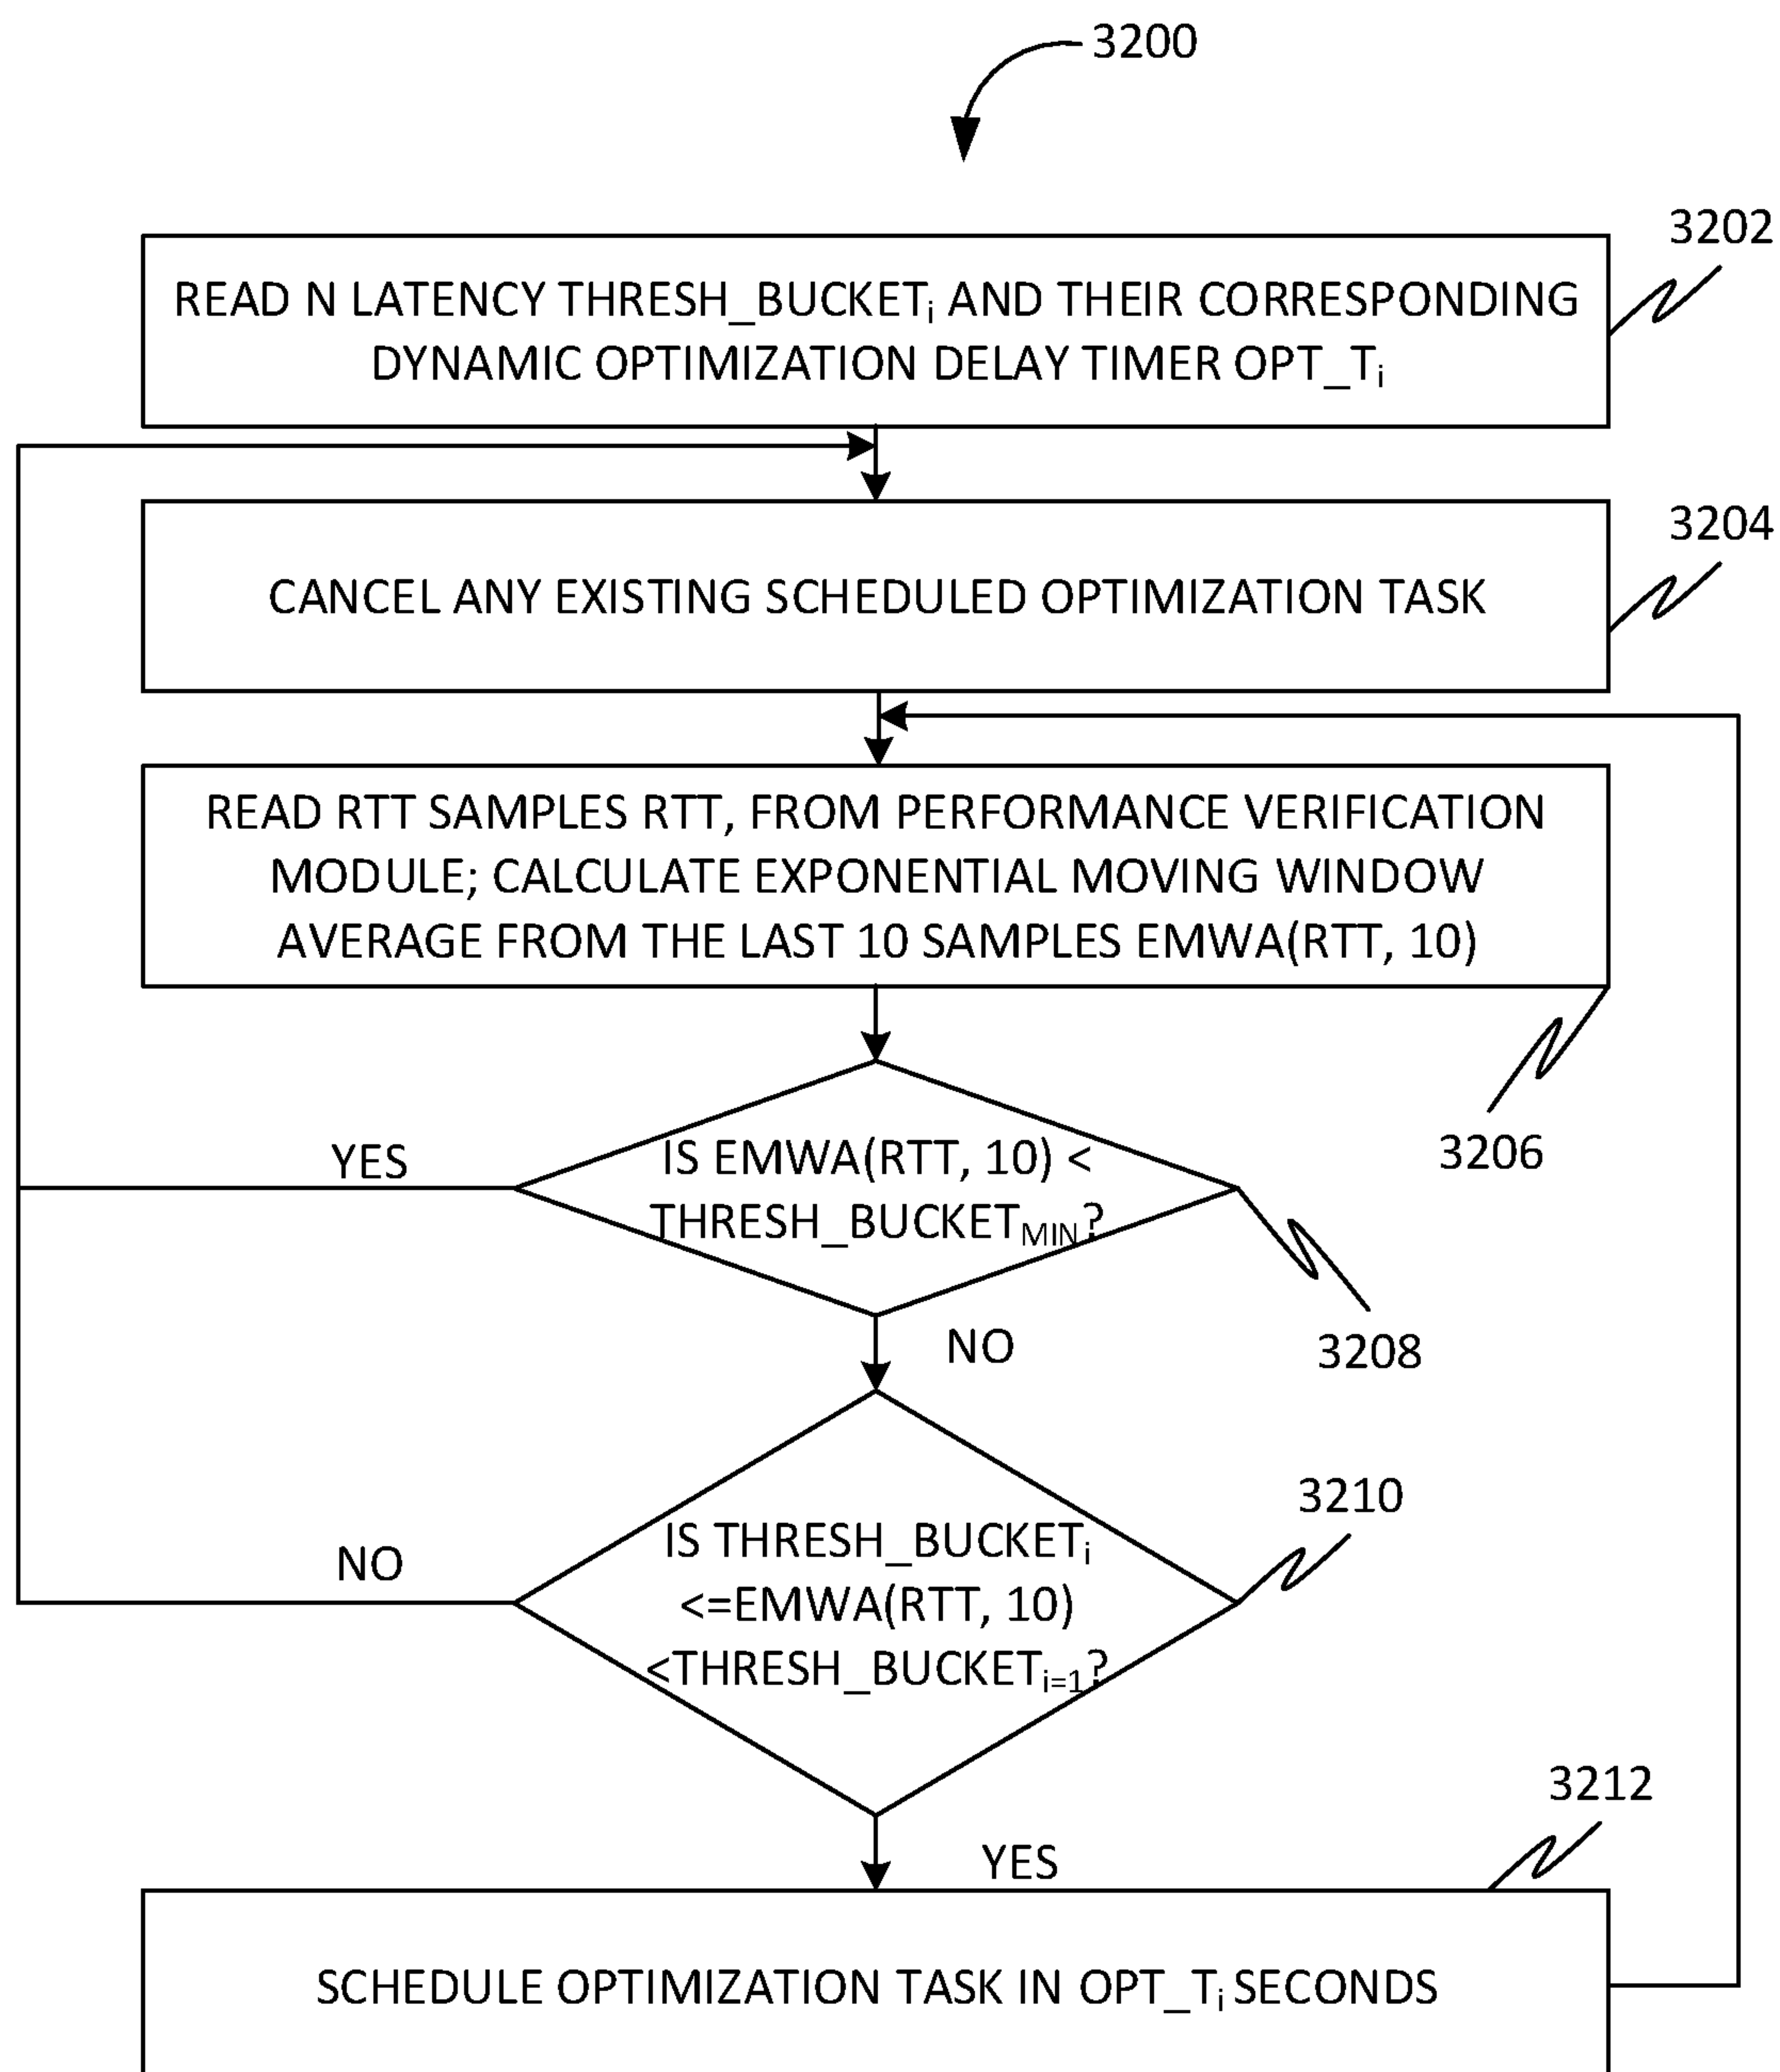 3200
3202
READ N LATENCY THRESH_BUCKETi AND THEIR CORRESPONDING
DYNAMIC OPTIMIZATION DELAY TIMER OPT_Ti
3204
CANCEL ANY EXISTING SCHEDULED OPTIMIZATION TASK
READ RTT SAMPLES RTT, FROM PERFORMANCE VERIFICATION
MODULE; CALCULATE EXPONENTIAL MOVING WINDOW
AVERAGE FROM THE LAST 10 SAMPLES EMWA(RTT, 10)
3206
YES
IS EMWA(RTT, 10) <
THRESH_BUCKETMIN?
3208
NO
3210
NO
IS THRESH_BUCKETi
<=EMWA(RTT, 10)
<THRESH_BUCKETi=1?
3212
YES
SCHEDULE OPTIMIZATION TASK IN OPT_Ti SECONDS